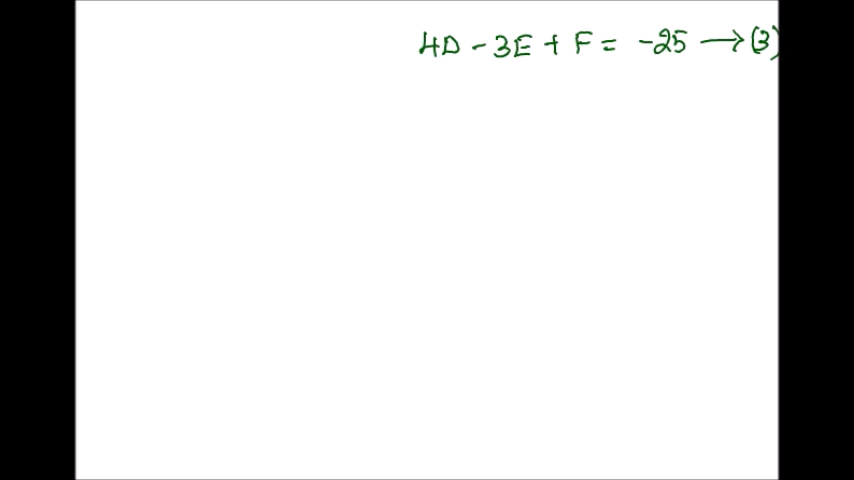 4D - 3E + F = -25 ⟶ (3)